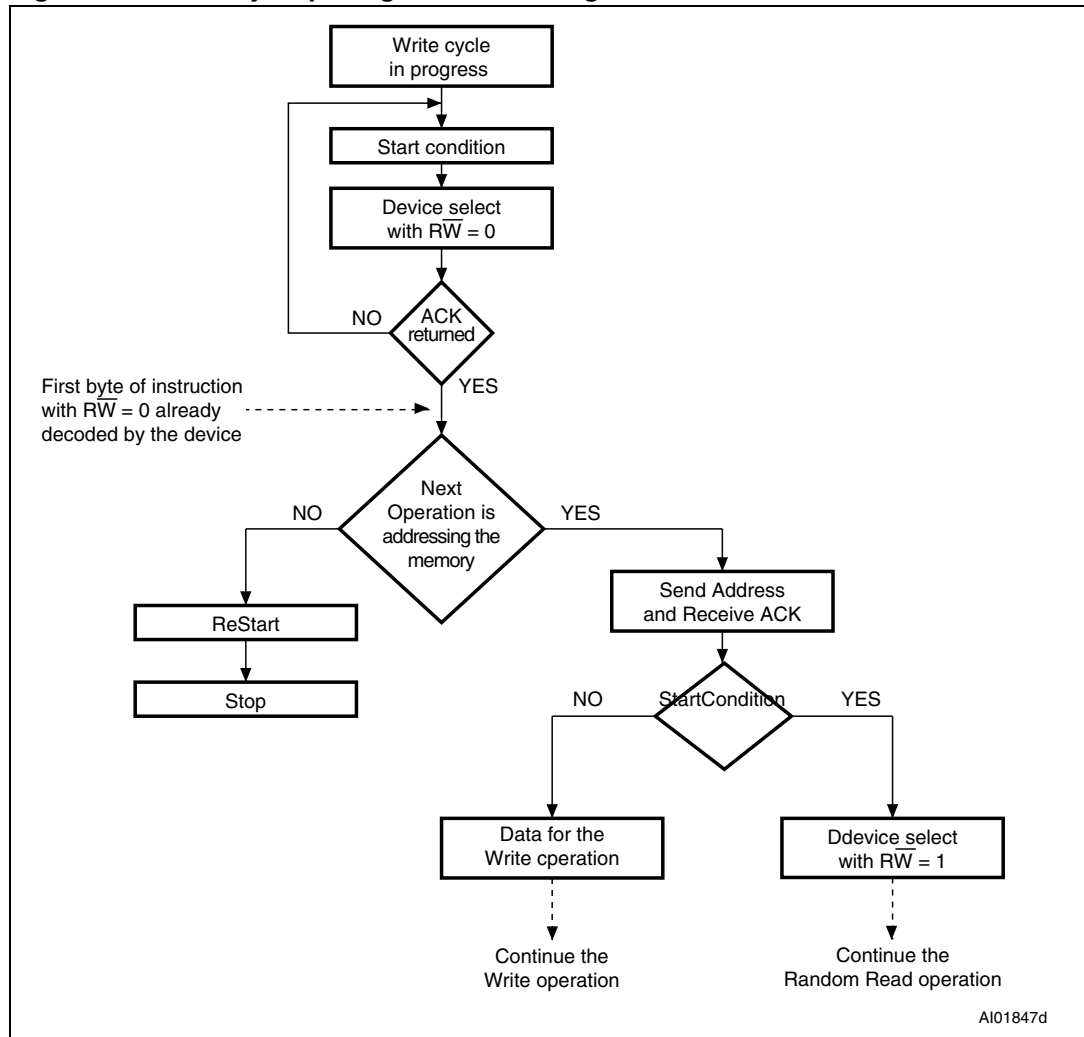 Write cycle
in progress
Start condition
Device select
with RW̅ = 0
ACK
returned
NO
YES
First byte of instruction
with RW̅ = 0 already
decoded by the device
Next
Operation is
addressing the
memory
NO
YES
Send Address
and Receive ACK
ReStart
Stop
StartCondition
NO
YES
Data for the
Write cperation
Ddevice select
with RW̅ = 1
Continue the
Write operation
Continue the
Random Read operation
AI01847d